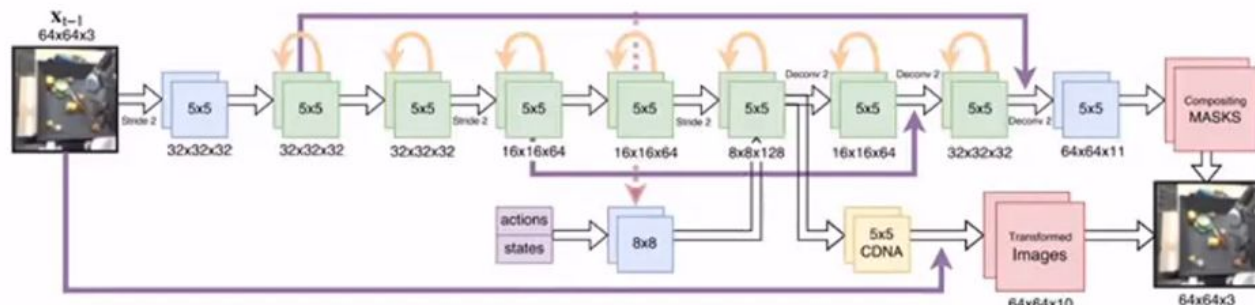 Xt-1
64x64x3
Stride 2
5x5
32x32x32
5x5
32x32x32
5x5
32x32x32
Stride 2
5x5
16x16x64
5x5
16x16x64
Stride 2
5x5
8x8x128
Deconv 2
5x5
16x16x64
Deconv 2
5x5
32x32x32
Deconv 2
5x5
64x64x11
Compositing
MASKS
actions
states
8x8
5x5
CDNA
Transformed
Images
64x64x10
64x64x3